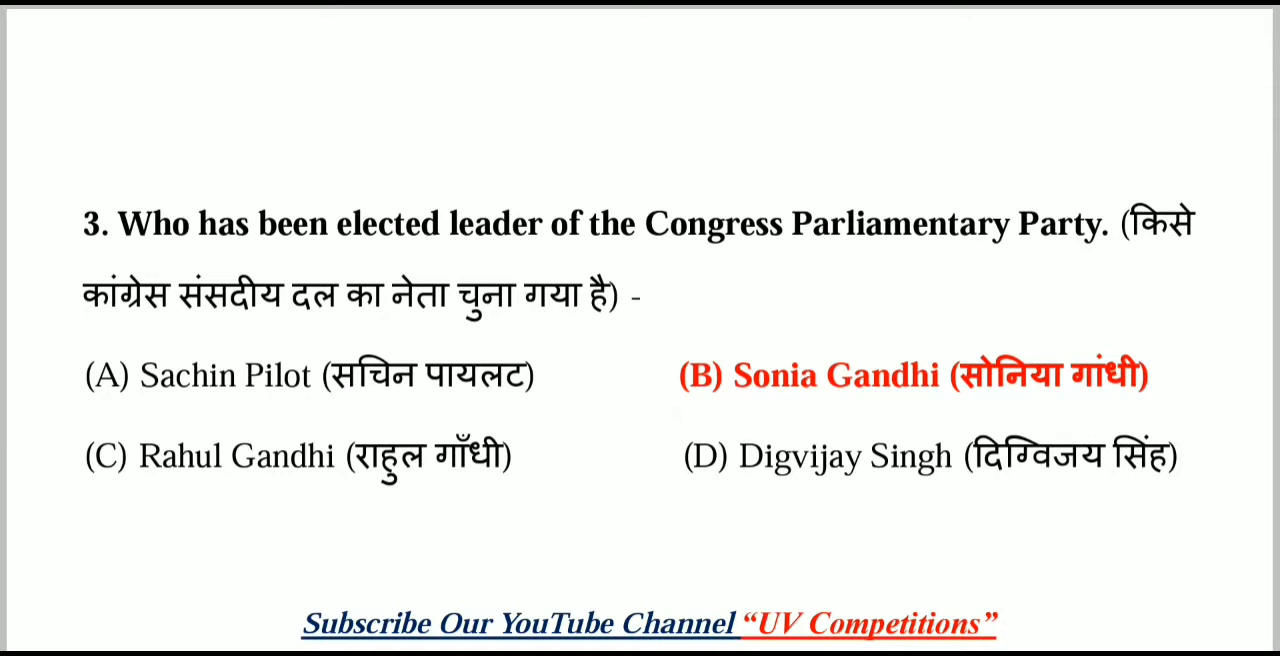 3. Who has been elected leader of the Congress Parliamentary Party. (किसे
कांग्रेस संसदीय दल का नेता चुना गया है) -
(A) Sachin Pilot (सचिन पायलट) (B) Sonia Gandhi (सोनिया गांधी)
(C) Rahul Gandhi (राहुल गाँधी) (D) Digvijay Singh (दिग्विजय सिंह)
Subscribe Our YouTube Channel “UV Competitions”